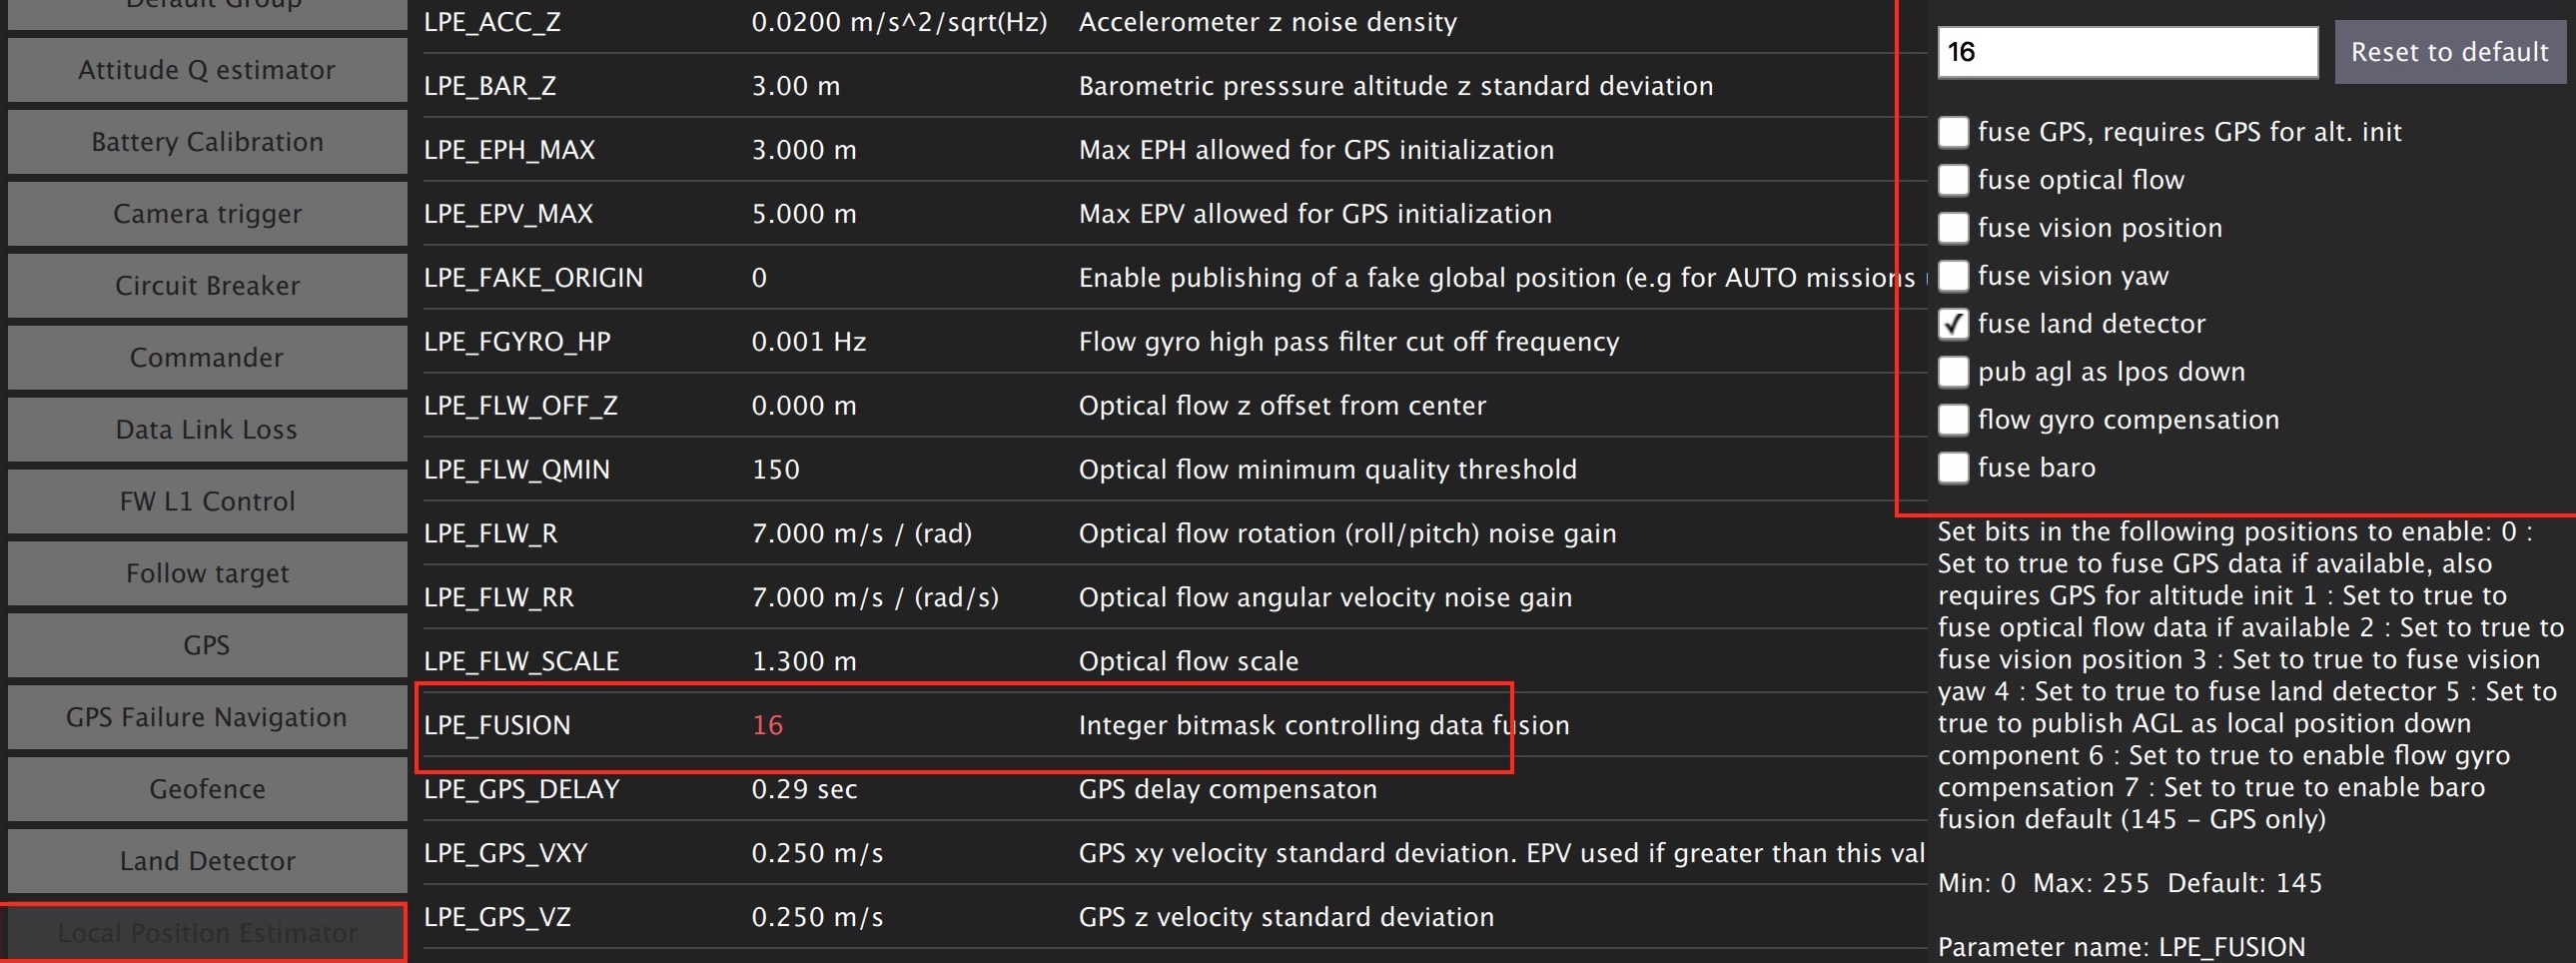 Default Group
Attitude Q estimator
Battery Calibration
Camera trigger
Circuit Breaker
Commander
Data Link Loss
FW L1 Control
Follow target
GPS
GPS Failure Navigation
Geofence
Land Detector
Local Position Estimator
LPE_ACC_Z 0.0200 m/s^2/sqrt(Hz) Accelerometer z noise density
LPE_BAR_Z 3.00 m Barometric presssure altitude z standard deviation
LPE_EPH_MAX 3.000 m Max EPH allowed for GPS initialization
LPE_EPV_MAX 5.000 m Max EPV allowed for GPS initialization
LPE_FAKE_ORIGIN 0 Enable publishing of a fake global position (e.g for AUTO missions
LPE_FGYRO_HP 0.001 Hz Flow gyro high pass filter cut off frequency
LPE_FLW_OFF_Z 0.000 m Optical flow z offset from center
LPE_FLW_QMIN 150 Optical flow minimum quality threshold
LPE_FLW_R 7.000 m/s / (rad) Optical flow rotation (roll/pitch) noise gain
LPE_FLW_RR 7.000 m/s / (rad/s) Optical flow angular velocity noise gain
LPE_FLW_SCALE 1.300 m Optical flow scale
LPE_FUSION 16 Integer bitmask controlling data fusion
LPE_GPS_DELAY 0.29 sec GPS delay compensaton
LPE_GPS_VXY 0.250 m/s GPS xy velocity standard deviation. EPV used if greater than this val
LPE_GPS_VZ 0.250 m/s GPS z velocity standard deviation
16 Reset to default
fuse GPS, requires GPS for alt. init
fuse optical flow
fuse vision position
fuse vision yaw
fuse land detector
pub agl as lpos down
flow gyro compensation
fuse baro
Set bits in the following positions to enable: 0 :
Set to true to fuse GPS data if available, also
requires GPS for altitude init 1 : Set to true to
fuse optical flow data if available 2 : Set to true to
fuse vision position 3 : Set to true to fuse vision
yaw 4 : Set to true to fuse land detector 5 : Set to
true to publish AGL as local position down
component 6 : Set to true to enable flow gyro
compensation 7 : Set to true to enable baro
fusion default (145 – GPS only)
Min: 0 Max: 255 Default: 145
Parameter name: LPE_FUSION